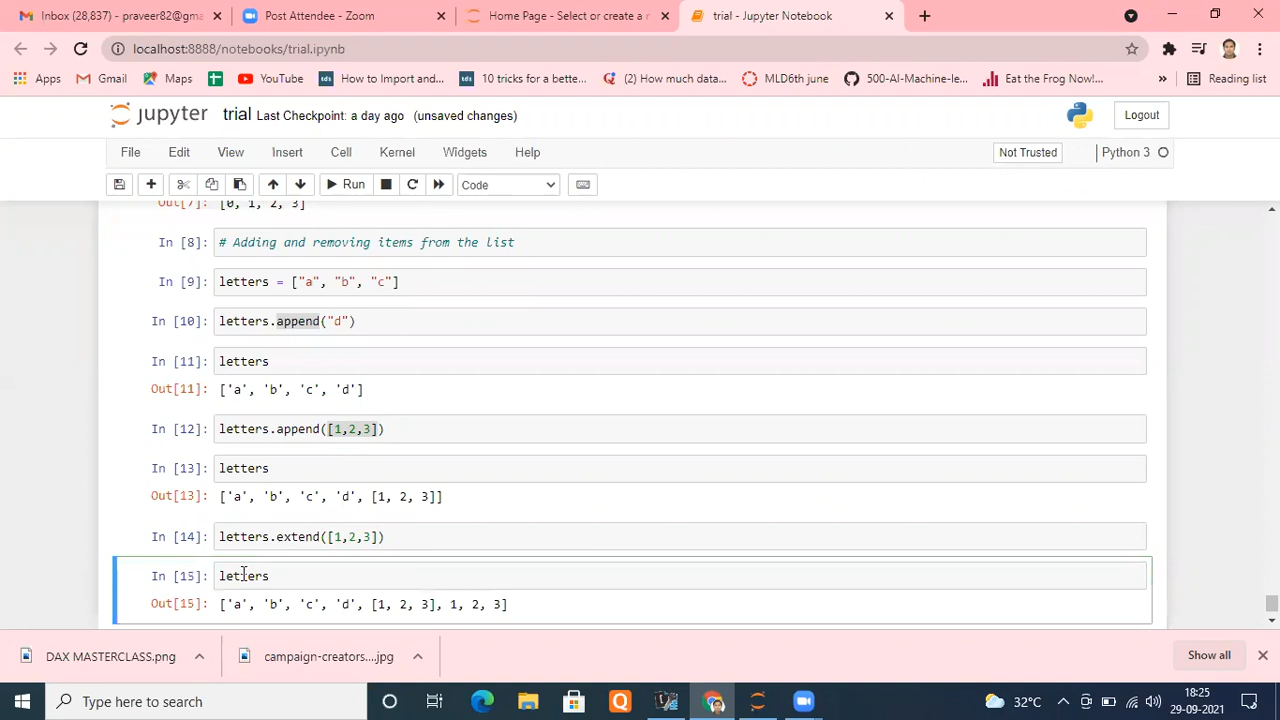 Inbox (28,837) - praveer82@gma
Post Attendee - Zoom
Home Page - Select or create a n
trial - Jupyter Notebook
localhost:8888/notebooks/trial.ipynb
Apps
Gmail
Maps
YouTube
How to Import and...
10 tricks for a bette...
(2) How much data...
MLD6th june
500-AI-Machine-le...
Eat the Frog Now!...
»
Reading list
jupyter
trial Last Checkpoint: a day ago (unsaved changes)
Logout
File
Edit
View
Insert
Cell
Kernel
Widgets
Help
Not Trusted
Python 3
Run
Code
Out[7]: [0, 1, 2, 3]
In [8]: # Adding and removing items from the list
In [9]: letters = ["a", "b", "c"]
In [10]: letters.append("d")
In [11]: letters
Out[11]: ['a', 'b', 'c', 'd']
In [12]: letters.append([1,2,3])
In [13]: letters
Out[13]: ['a', 'b', 'c', 'd', [1, 2, 3]]
In [14]: letters.extend([1,2,3])
In [15]: letters
Out[15]: ['a', 'b', 'c', 'd', [1, 2, 3], 1, 2, 3]
DAX MASTERCLASS.png
campaign-creators....jpg
Show all
Type here to search
32°C
18:25
29-09-2021